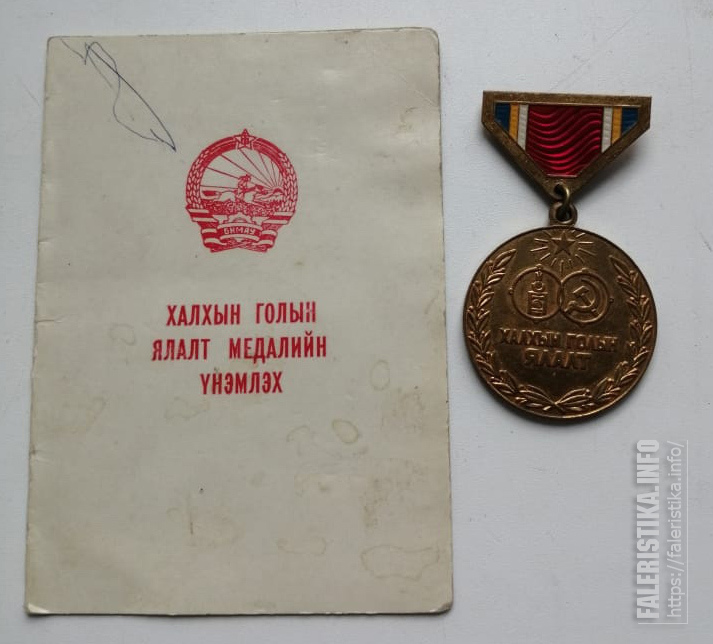 БНМАУ
ХАЛХЫН ГОЛЫН
ЯЛАЛТ МЕДАЛИЙН
ҮНЭМЛЭХ
ХАЛХЫН ГОЛЫН
ЯЛАЛТ
FALERISTIKA.INFO
https://faleristika.info/